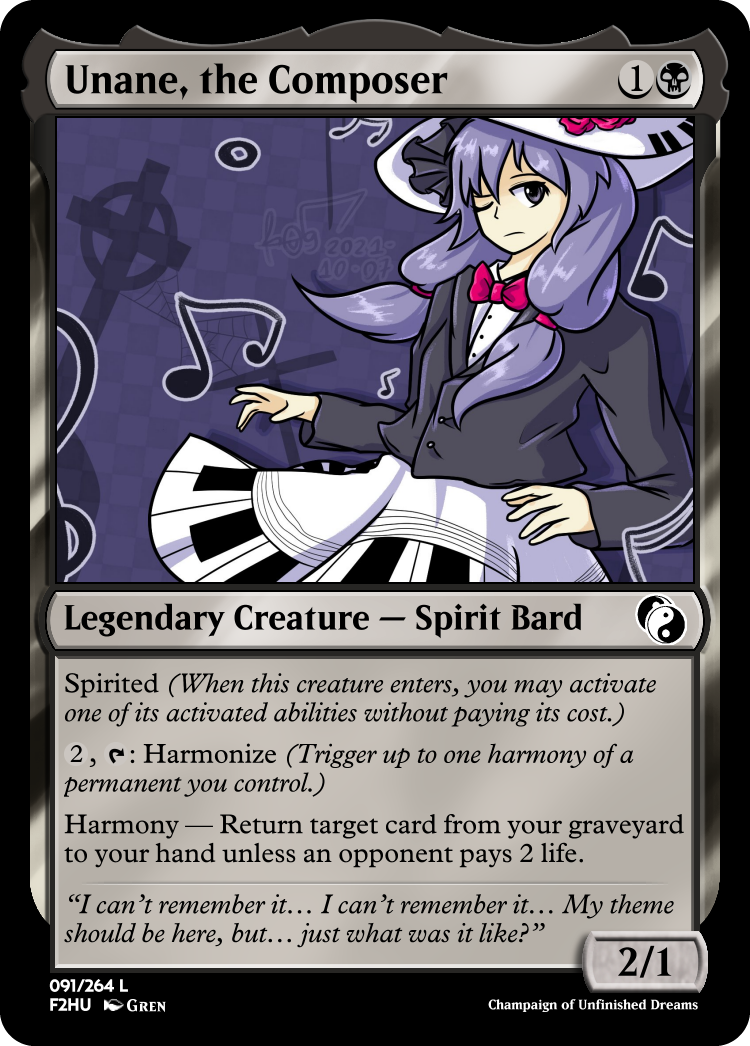 Unane, the Composer
1
2021-
10-07
Legendary Creature — Spirit Bard
Spirited (When this creature enters, you may activate
one of its activated abilities without paying its cost.)
2, : Harmonize (Trigger up to one harmony of a
permanent you control.)
Harmony — Return target card from your graveyard
to your hand unless an opponent pays 2 life.
“I can’t remember it… I can’t remember it… My theme
should be here, but… just what was it like?”
2/1
091/264 L
F2HU GREN
Champaign of Unfinished Dreams